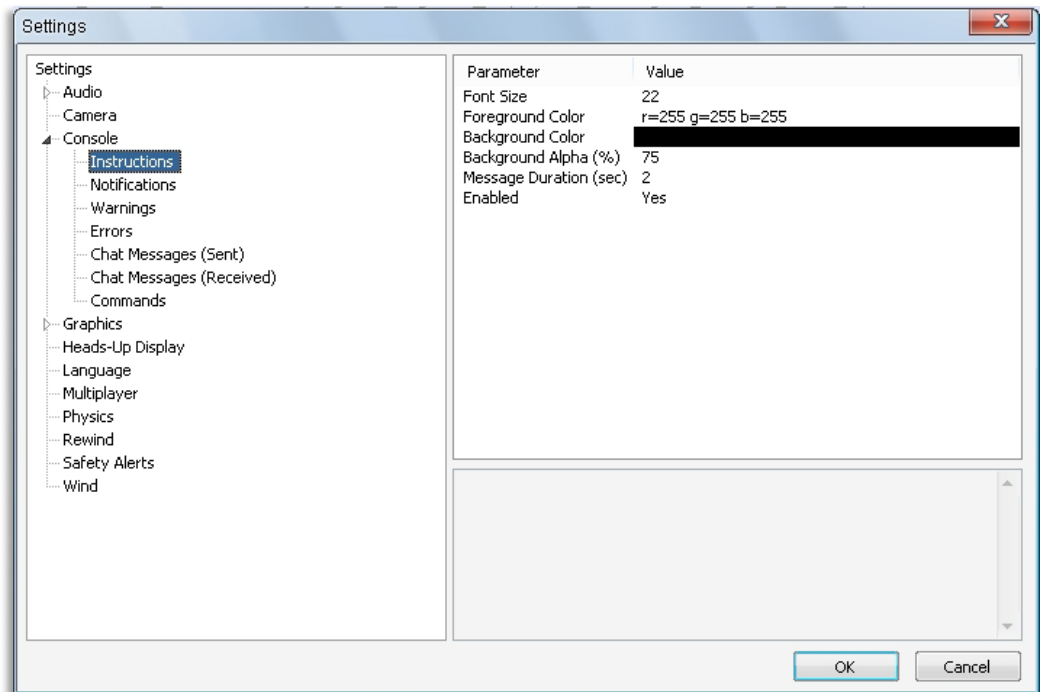 Settings
Settings
Audio
Camera
Console
Instructions
Notifications
Warnings
Errors
Chat Messages (Sent)
Chat Messages (Received)
Commands
Graphics
Heads-Up Display
Language
Multiplayer
Physics
Rewind
Safety Alerts
Wind
Parameter Value
Font Size 22
Foreground Color r=255 g=255 b=255
Background Color
Background Alpha (%) 75
Message Duration (sec) 2
Enabled Yes
OK Cancel